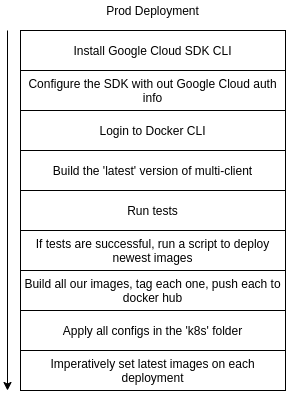 Prod Deployment
Install Google Cloud SDK CLI
Configure the SDK with out Google Cloud auth
info
Login to Docker CLI
Build the 'latest' version of multi-client
Run tests
If tests are successful, run a script to deploy
newest images
Build all our images, tag each one, push each to
docker hub
Apply all configs in the 'k8s' folder
Imperatively set latest images on each
deployment